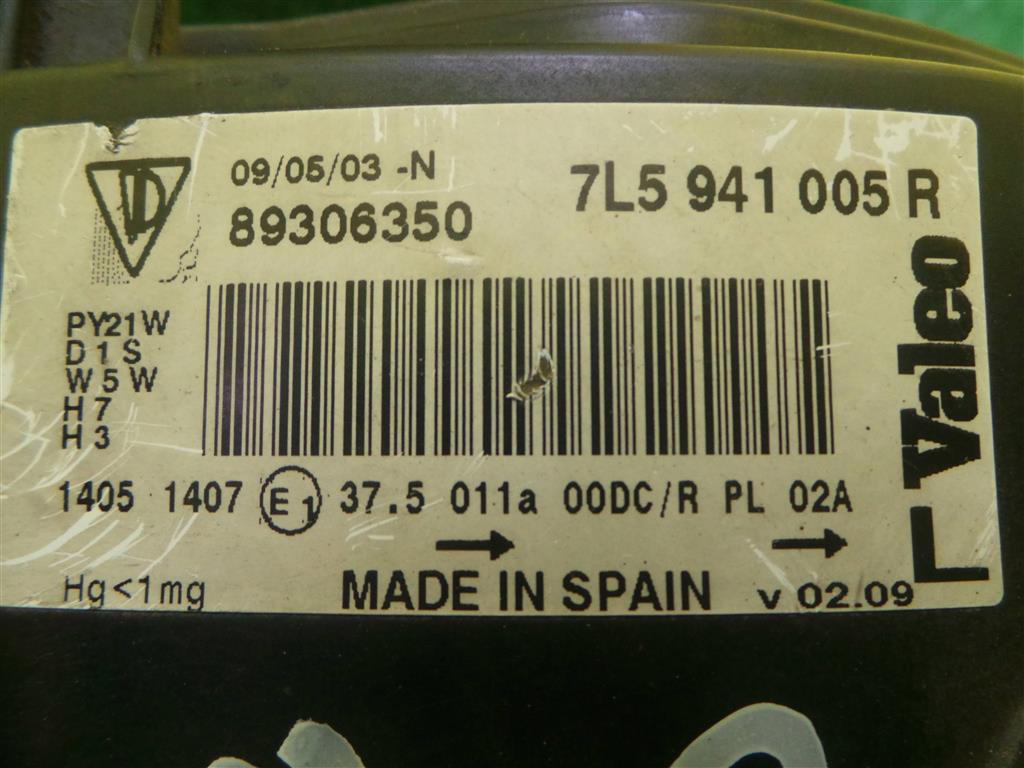 09/05/03 -N
89306350
7L5 941 005 R
PY21W
D1S
W5W
H7
H3
L Valeo
1405 1407 E1 37.5 011a 00DC/R PL 02A
Hg<1mg
MADE IN SPAIN
v 02.09